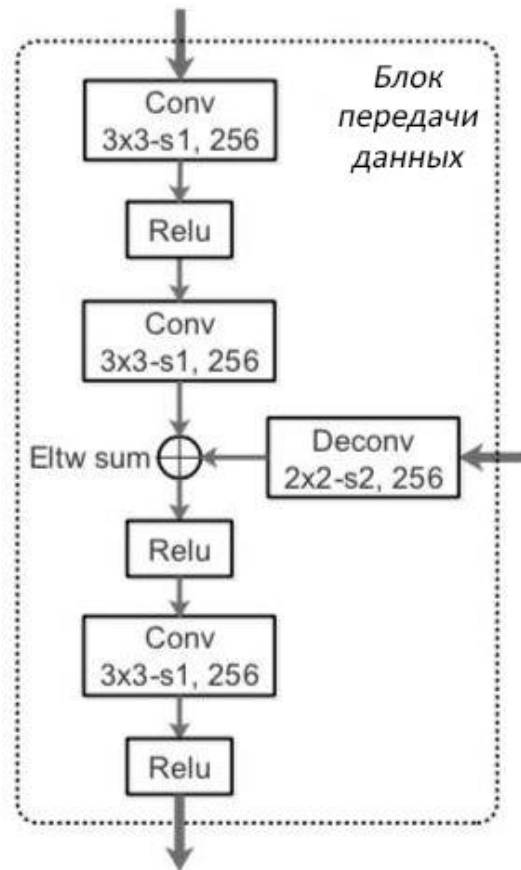 Блок
передачи
данных
Conv
3x3-s1, 256
Relu
Conv
3x3-s1, 256
Eltw sum
Deconv
2x2-s2, 256
Relu
Conv
3x3-s1, 256
Relu